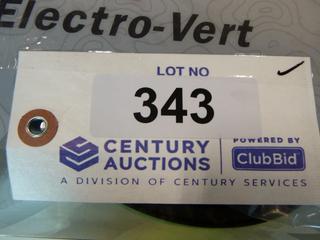 Electro-Vert
LOT NO
343
CENTURY
AUCTIONS
POWERED BY
ClubBid
A DIVISION OF CENTURY SERVICES